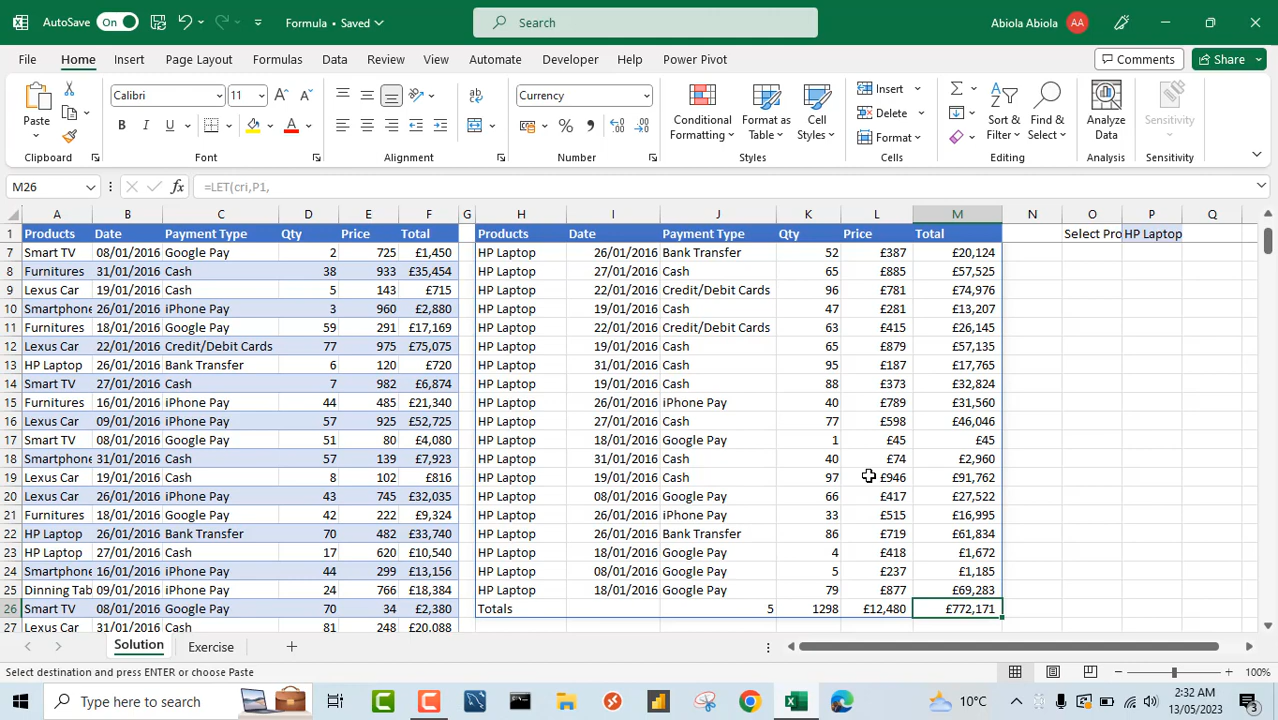 AutoSave On Formula • Saved Search Abiola Abiola AA
File Home Insert Page Layout Formulas Data Review View Automate Developer Help Power Pivot Comments Share
Paste Calibri 11 B I U A Currency % Conditional Formatting Format as Table Cell Styles Insert Delete Format Sort & Filter Find & Select Analyze Data Sensitivity
Clipboard Font Alignment Number Styles Cells Editing Analysis Sensitivity
M26 fx =LET(cri,P1,
A B C D E F G H I J K L M N O P Q
1 Products Date Payment Type Qty Price Total Products Date Payment Type Qty Price Total Select Pro HP Laptop
7 Smart TV 08/01/2016 Google Pay 2 725 £1,450 HP Laptop 26/01/2016 Bank Transfer 52 £387 £20,124
8 Furnitures 31/01/2016 Cash 38 933 £35,454 HP Laptop 27/01/2016 Cash 65 £885 £57,525
9 Lexus Car 19/01/2016 Cash 5 143 £715 HP Laptop 22/01/2016 Credit/Debit Cards 96 £781 £74,976
10 Smartphone 31/01/2016 iPhone Pay 3 960 £2,880 HP Laptop 19/01/2016 Cash 47 £281 £13,207
11 Furnitures 18/01/2016 Google Pay 59 291 £17,169 HP Laptop 22/01/2016 Credit/Debit Cards 63 £415 £26,145
12 Lexus Car 22/01/2016 Credit/Debit Cards 77 975 £75,075 HP Laptop 19/01/2016 Cash 65 £879 £57,135
13 HP Laptop 26/01/2016 Bank Transfer 6 120 £720 HP Laptop 31/01/2016 Cash 95 £187 £17,765
14 Smart TV 27/01/2016 Cash 7 982 £6,874 HP Laptop 19/01/2016 Cash 88 £373 £32,824
15 Furnitures 16/01/2016 iPhone Pay 44 485 £21,340 HP Laptop 26/01/2016 iPhone Pay 40 £789 £31,560
16 Lexus Car 09/01/2016 iPhone Pay 57 925 £52,725 HP Laptop 27/01/2016 Cash 77 £598 £46,046
17 Smart TV 18/01/2016 Google Pay 51 80 £4,080 HP Laptop 18/01/2016 Google Pay 1 £45 £45
18 Smartphone 31/01/2016 Cash 57 139 £7,923 HP Laptop 31/01/2016 Cash 40 £74 £2,960
19 Lexus Car 19/01/2016 Cash 8 102 £816 HP Laptop 19/01/2016 Cash 97 £946 £91,762
20 Lexus Car 26/01/2016 iPhone Pay 43 745 £32,035 HP Laptop 08/01/2016 Google Pay 66 £417 £27,522
21 Furnitures 18/01/2016 Google Pay 42 222 £9,324 HP Laptop 26/01/2016 iPhone Pay 33 £515 £16,995
22 HP Laptop 26/01/2016 Bank Transfer 70 482 £33,740 HP Laptop 26/01/2016 Bank Transfer 86 £719 £61,834
23 HP Laptop 27/01/2016 Cash 17 620 £10,540 HP Laptop 18/01/2016 Google Pay 4 £418 £1,672
24 Smartphone 16/01/2016 iPhone Pay 44 299 £13,156 HP Laptop 08/01/2016 Google Pay 5 £237 £1,185
25 Dinning Tab 09/01/2016 iPhone Pay 24 766 £18,384 HP Laptop 18/01/2016 Google Pay 79 £877 £69,283
26 Smart TV 08/01/2016 Google Pay 70 34 £2,380 Totals 5 1298 £12,480 £772,171
27 Lexus Car 31/01/2016 Cash 81 248 £20,088
Solution Exercise
Select destination and press ENTER or choose Paste 100%
Type here to search 10°C 2:32 AM
13/05/2023 3